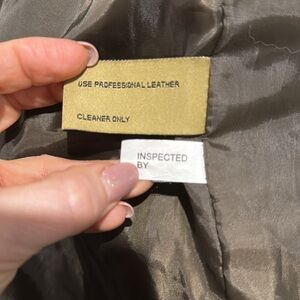 USE PROFESSIONAL LEATHER
CLEANER ONLY
INSPECTED
BY